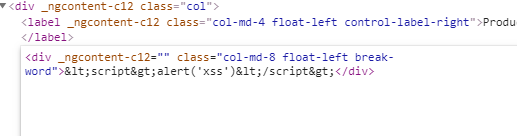 ▼<div _ngcontent-c12 class="col">
<label _ngcontent-c12 class="col-md-4 float-left control-label-right">Produc
</label>
<div _ngcontent-c12="" class="col-md-8 float-left break-
word">&lt;script&gt;alert('xss')&lt;/script&gt;</div>